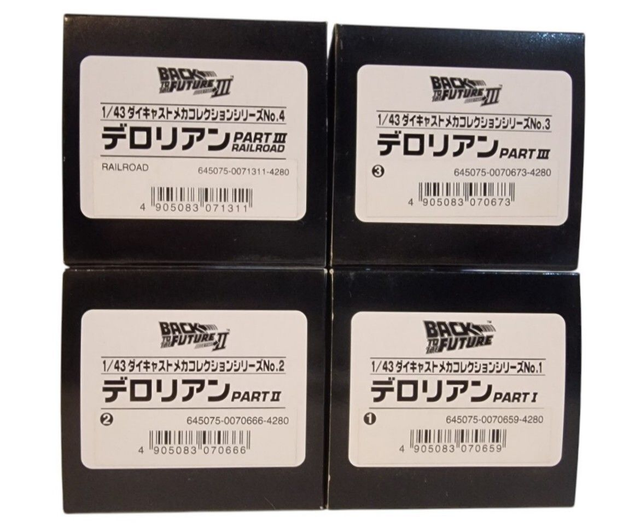 BACK TO THE FUTURE III™
1/43 ダイキャストメカコレクションシリーズNo.4
デロリアン PART III RAILROAD
RAILROAD 645075-0071311-4280
4 905083 071311
BACK TO THE FUTURE III™
1/43 ダイキャストメカコレクションシリーズNo.3
デロリアン PART III
❸ 645075-0070673-4280
4 905083 070673
BACK TO THE FUTURE II™
1/43 ダイキャストメカコレクションシリーズNo.2
デロリアン PART II
❷ 645075-0070666-4280
4 905083 070666
BACK TO THE FUTURE™
1/43 ダイキャストメカコレクションシリーズNo.1
デロリアン PART I
❶ 645075-0070659-4280
4 905083 070659